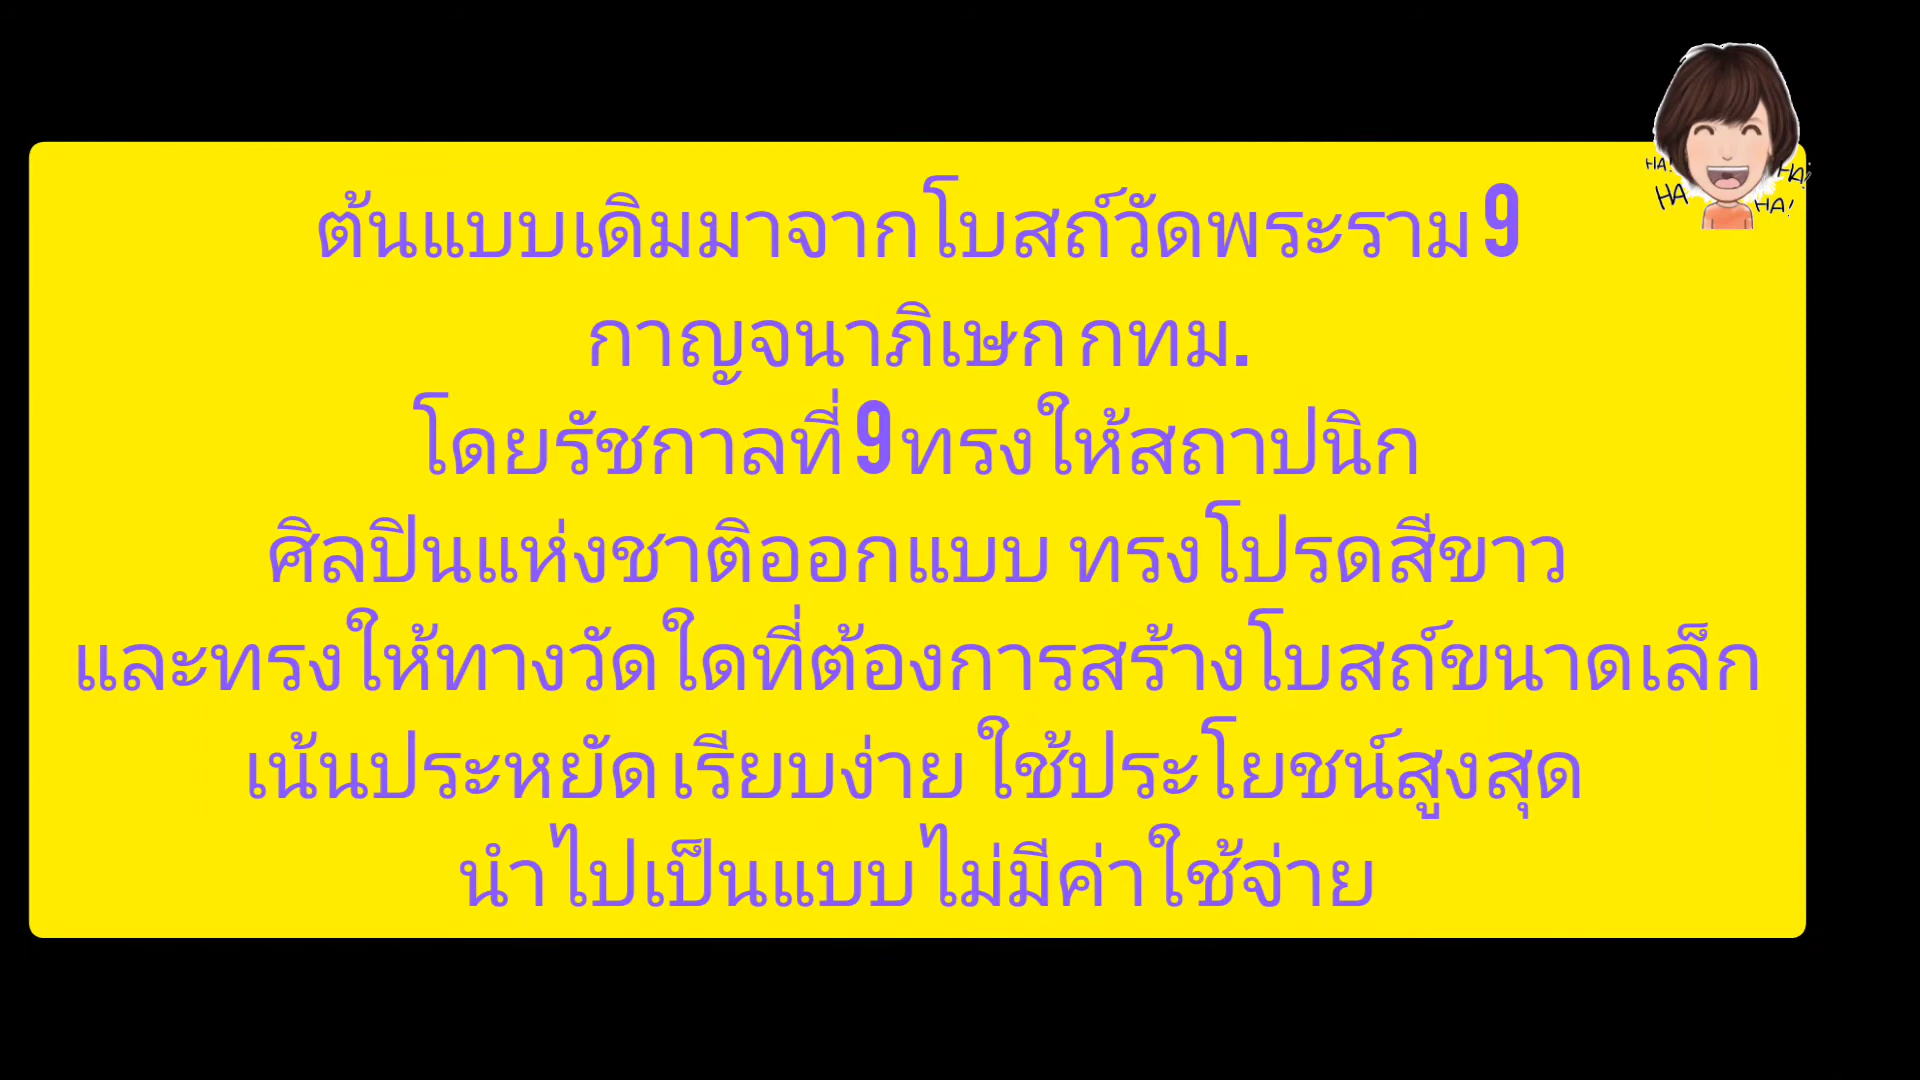 ต้นแบบเดิมมาจากโบสถ์วัดพระราม 9
กาญจนาภิเษก กทม.
โดยรัชกาลที่ 9 ทรงให้สถาปนิก
ศิลปินแห่งชาติออกแบบ ทรงโปรดสีขาว
และทรงให้ทางวัดใดที่ต้องการสร้างโบสถ์ขนาดเล็ก
เน้นประหยัด เรียบง่าย ใช้ประโยชน์สูงสุด
นำไปเป็นแบบ ไม่มีค่าใช้จ่าย
HA!
HA
HA!
HA!